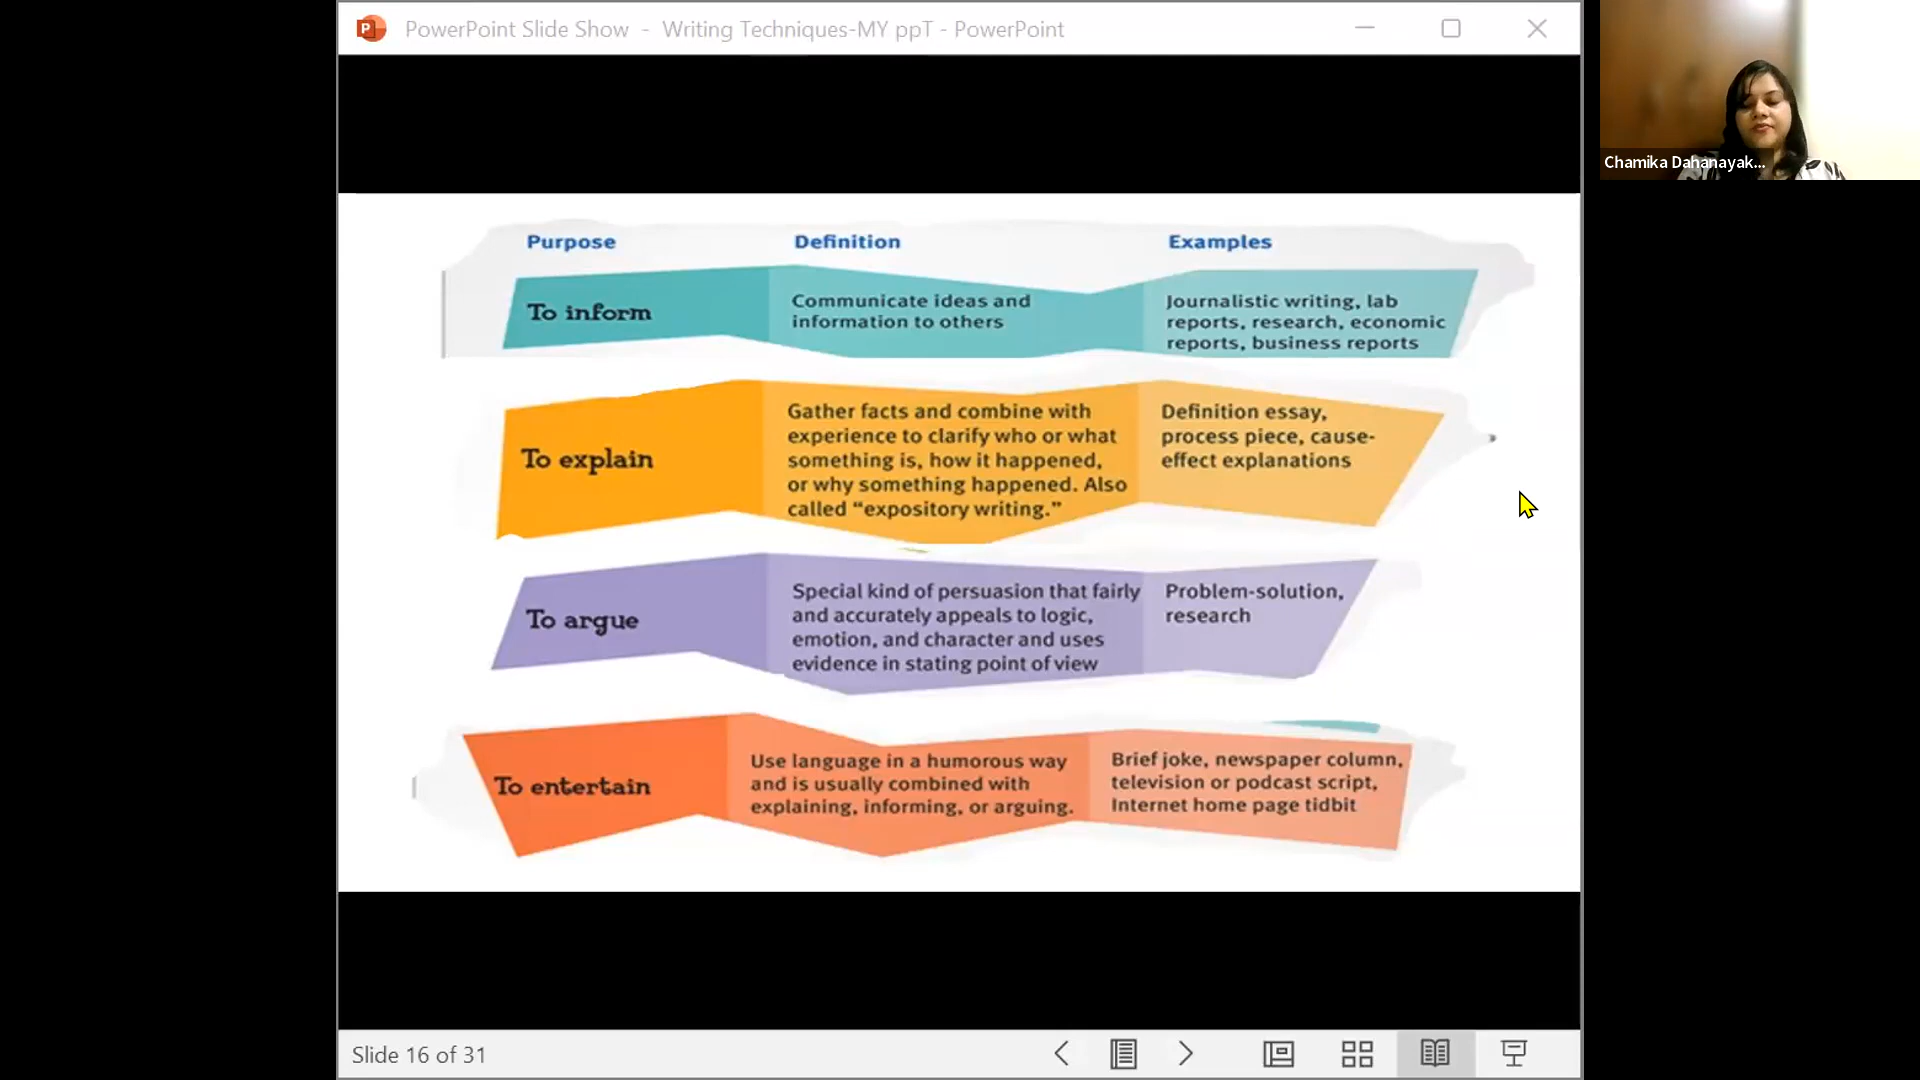 PowerPoint Slide Show - Writing Techniques-MY ppT - PowerPoint
Chamika Dahanayak...
Purpose Definition Examples
To inform
Communicate ideas and
information to others
Journalistic writing, lab
reports, research, economic
reports, business reports
To explain
Gather facts and combine with
experience to clarify who or what
something is, how it happened,
or why something happened. Also
called “expository writing.”
Definition essay,
process piece, cause-
effect explanations
To argue
Special kind of persuasion that fairly
and accurately appeals to logic,
emotion, and character and uses
evidence in stating point of view
Problem-solution,
research
To entertain
Use language in a humorous way
and is usually combined with
explaining, informing, or arguing.
Brief joke, newspaper column,
television or podcast script,
Internet home page tidbit
Slide 16 of 31